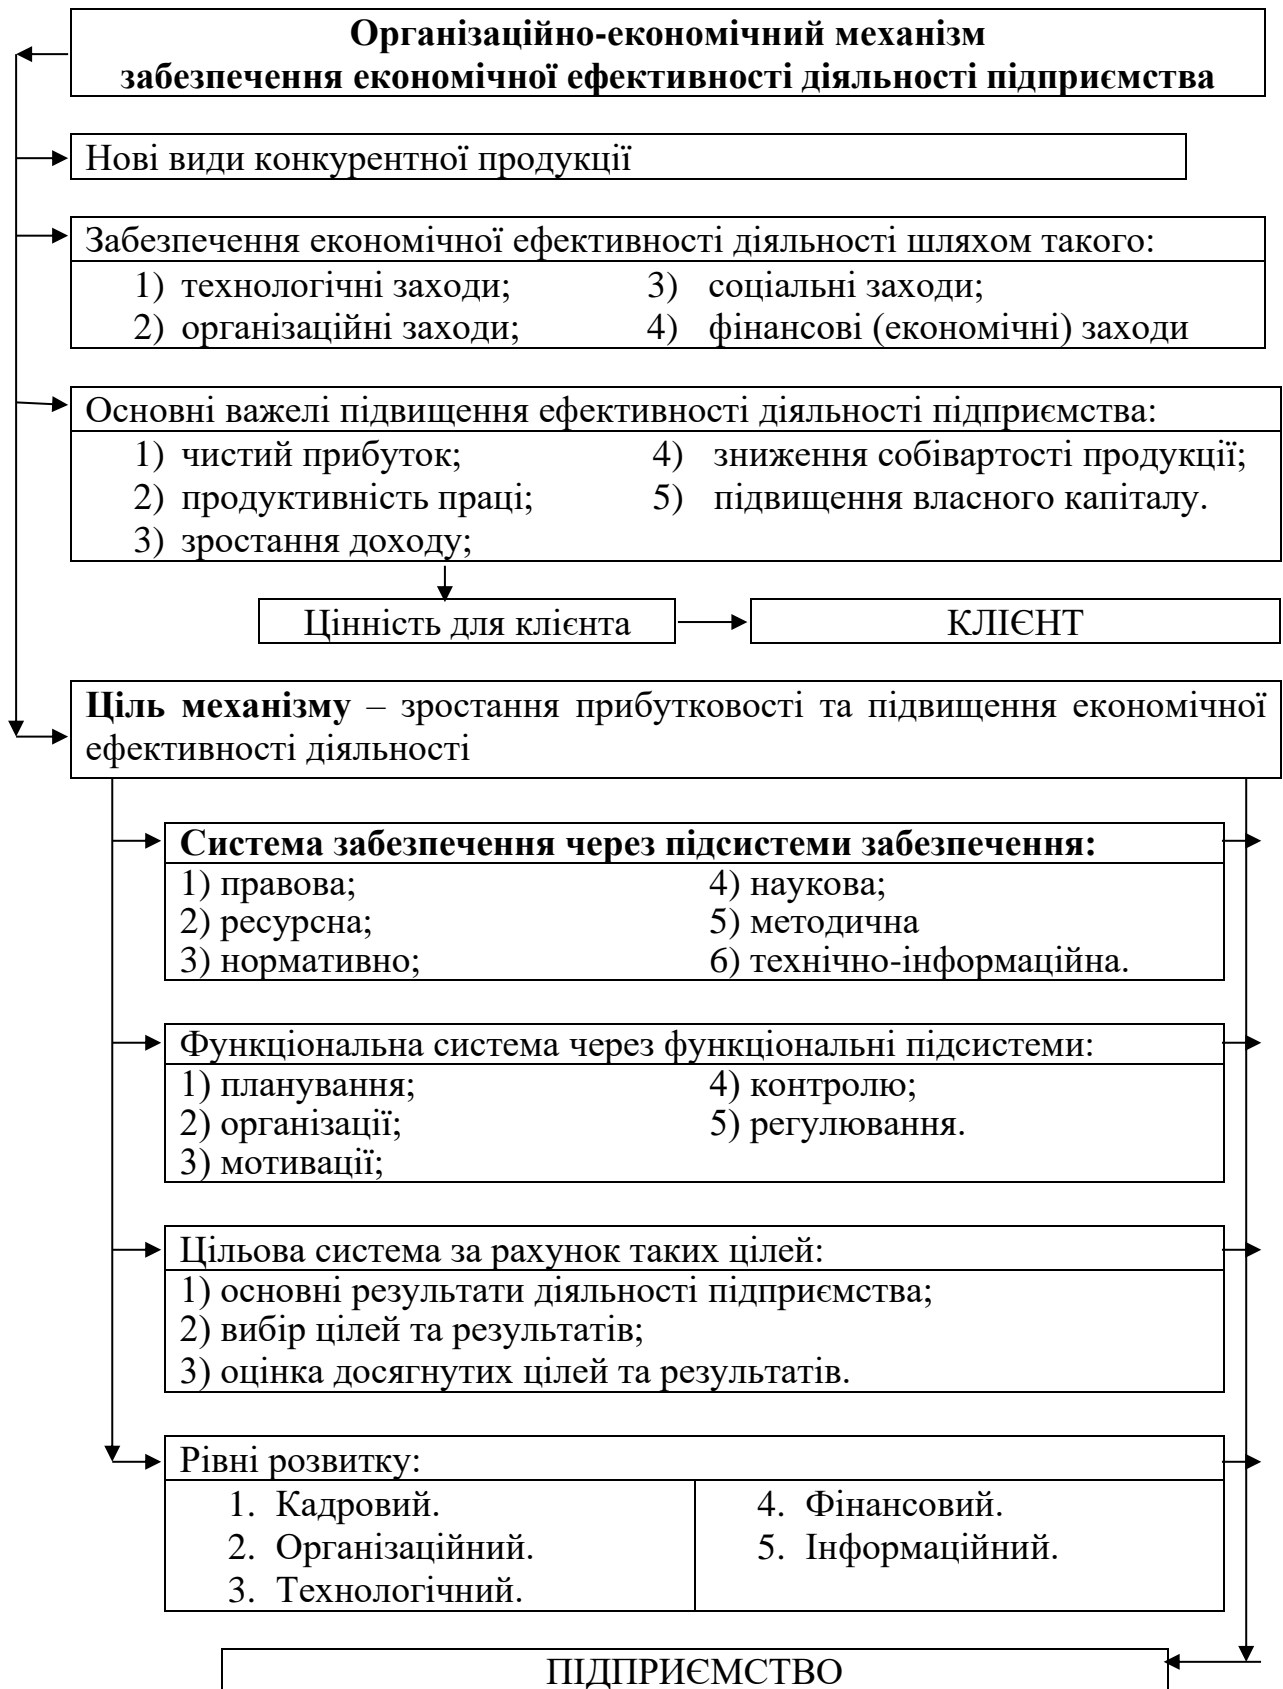 Організаційно-економічний механізм
забезпечення економічної ефективності діяльності підприємства
Нові види конкурентної продукції
Забезпечення економічної ефективності діяльності шляхом такого:
1) технологічні заходи;
2) організаційні заходи;
3) соціальні заходи;
4) фінансові (економічні) заходи
Основні важелі підвищення ефективності діяльності підприємства:
1) чистий прибуток;
2) продуктивність праці;
3) зростання доходу;
4) зниження собівартості продукції;
5) підвищення власного капіталу.
Цінність для клієнта
КЛІЄНТ
Ціль механізму – зростання прибутковості та підвищення економічної
ефективності діяльності
Система забезпечення через підсистеми забезпечення:
1) правова;
2) ресурсна;
3) нормативно;
4) наукова;
5) методична
6) технічно-інформаційна.
Функціональна система через функціональні підсистеми:
1) планування;
2) організації;
3) мотивації;
4) контролю;
5) регулювання.
Цільова система за рахунок таких цілей:
1) основні результати діяльності підприємства;
2) вибір цілей та результатів;
3) оцінка досягнутих цілей та результатів.
Рівні розвитку:
1. Кадровий.
2. Організаційний.
3. Технологічний.
4. Фінансовий.
5. Інформаційний.
ПІДПРИЄМСТВО